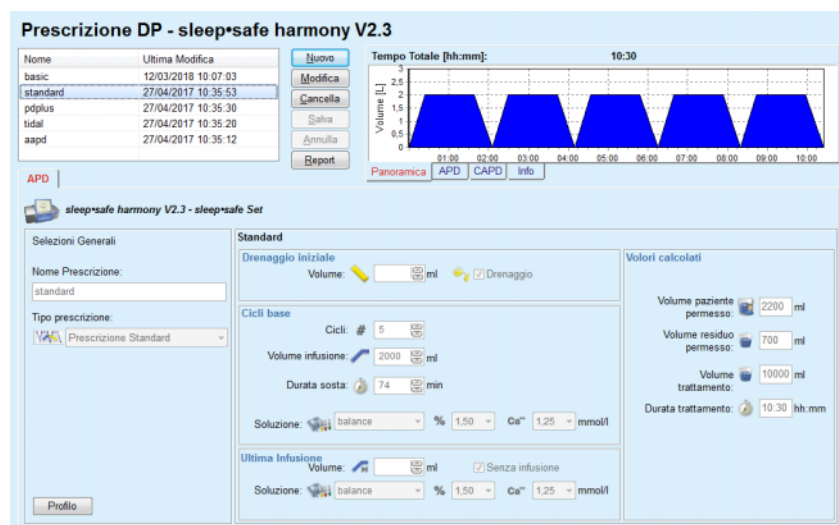 Prescrizione DP - sleep•safe harmony V2.3
Nome Ultima Modifica
basic 12/03/2018 10:07:03
standard 27/04/2017 10:35:53
pdplus 27/04/2017 10:35:30
tidal 27/04/2017 10:35:20
aapd 27/04/2017 10:35:12
Nuovo
Modifica
Cancella
Salva
Annulla
Report
Tempo Totale [hh:mm]: 10:30
Volume [L]
3
2,5
2
1,5
1
0,5
0
01:00 02:00 03:00 04:00 05:00 06:00 07:00 08:00 09:00 10:00
Panoramica APD CAPD Info
APD
sleep•safe harmony V2.3 - sleep•safe Set
Selezioni Generali
Nome Prescrizione:
standard
Tipo prescrizione:
Prescrizione Standard
Profilo
Standard
Drenaggio iniziale
Volume: ml Drenaggio
Cicli base
Cicli: # 5
Volume infusione: 2000 ml
Durata sosta: 74 min
Soluzione: balance % 1,50 Ca⁺⁺ 1,25 mmol/l
Ultima Infusione
Volume: ml Senza infusione
Soluzione: balance % 1,50 Ca⁺⁺ 1,25 mmol/l
Volori calcolati
Volume paziente
permesso: 2200 ml
Volume residuo
permesso: 700 ml
Volume
trattamento: 10000 ml
Durata trattamento: 10:30 hh:mm